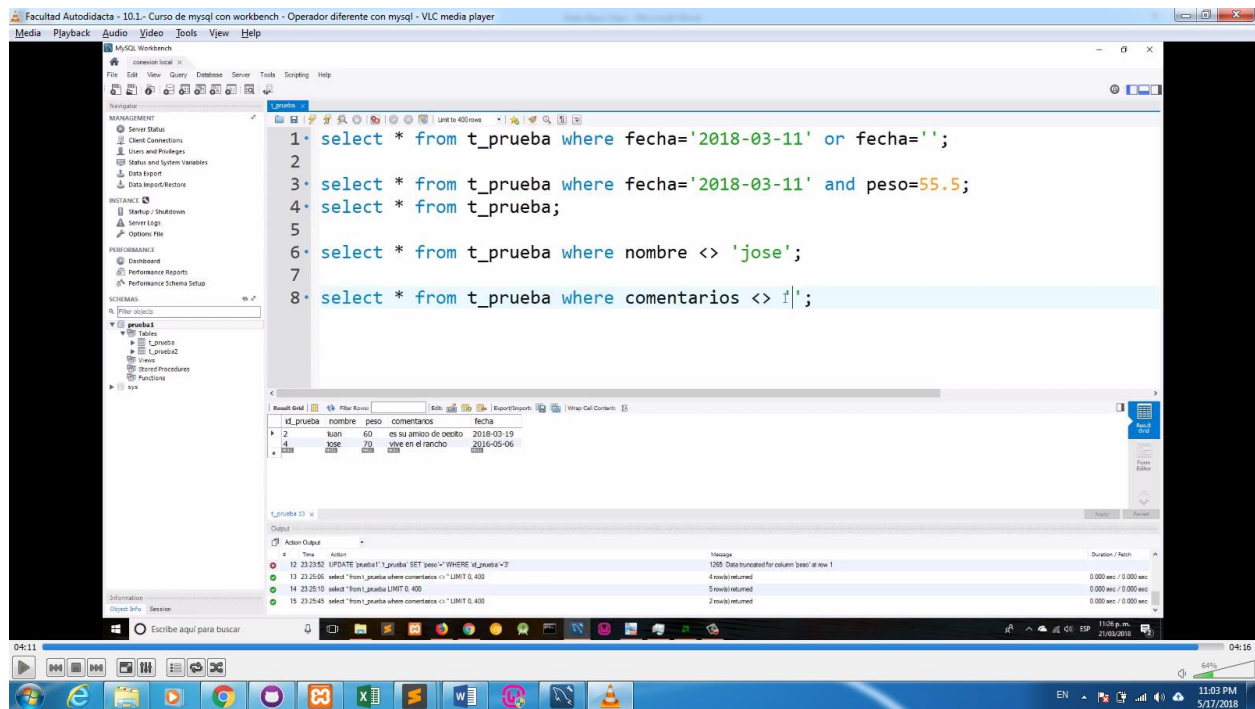 Facultad Autodidacta - 10.1.- Curso de mysql con workbench - Operador diferente con mysql - VLC media player
Media Playback Audio Video Tools View Help
MySQL Workbench
conexion local
File Edit View Query Database Server Tools Scripting Help
Navigator
t_prueba
MANAGEMENT
Server Status
Client Connections
Users and Privileges
Status and System Variables
Data Export
Data Import/Restore
INSTANCE
Startup / Shutdown
Server Logs
Options File
PERFORMANCE
Dashboard
Performance Reports
Performance Schema Setup
SCHEMAS
Filter objects
prueba1
Tables
t_prueba
t_prueba2
Views
Stored Procedures
Functions
sys
Limit to 400 rows
1 select * from t_prueba where fecha='2018-03-11' or fecha='';
2
3 select * from t_prueba where fecha='2018-03-11' and peso=55.5;
4 select * from t_prueba;
5
6 select * from t_prueba where nombre <> 'jose';
7
8 select * from t_prueba where comentarios <> '';
Result Grid Filter Rows: Edit: Export/Import: Wrap Cell Content:
id_prueba nombre peso comentarios fecha
2 juan 60 es su amigo de pepito 2018-03-19
4 jose 70 vive en el rancho 2016-05-06
NULL NULL NULL NULL NULL
Result Grid
Form Editor
t_prueba 13
Apply Revert
Output
Action Output
# Time Action Message Duration / Fetch
12 23:23:52 UPDATE `prueba1`.`t_prueba` SET `peso`='' WHERE `id_prueba`='3' 1265: Data truncated for column 'peso' at row 1
13 23:25:06 select * from t_prueba where comentarios <> '' LIMIT 0, 400 4 row(s) returned 0.000 sec / 0.000 sec
14 23:25:10 select * from t_prueba LIMIT 0, 400 5 row(s) returned 0.000 sec / 0.000 sec
15 23:25:45 select * from t_prueba where comentarios <> '' LIMIT 0, 400 2 row(s) returned 0.000 sec / 0.000 sec
Information
Object Info Session
Escribe aquí para buscar
ESP
11:26 p. m.
21/03/2018
04:11
04:16
64%
EN
11:03 PM
5/17/2018